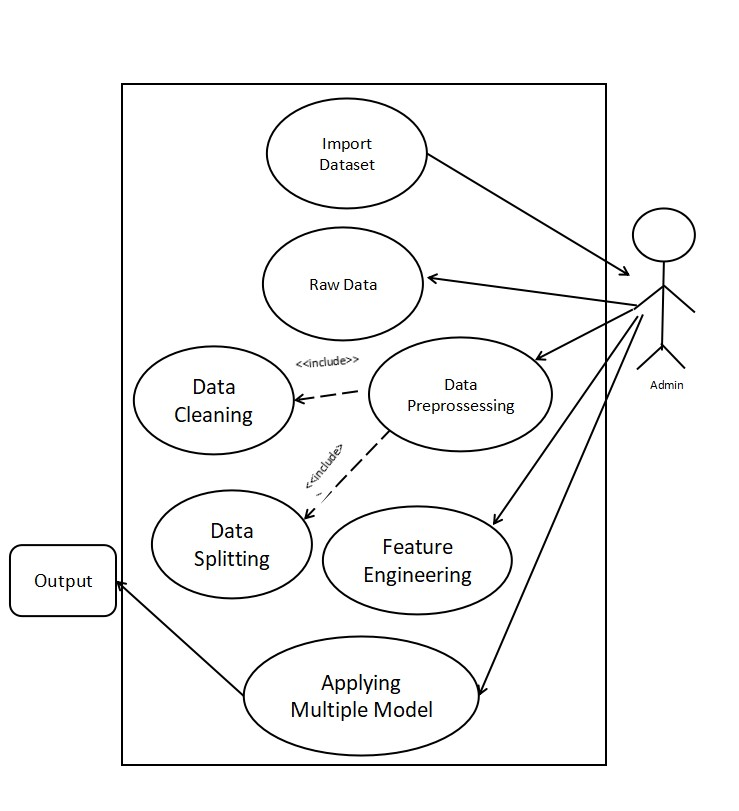 Import
Dataset
Raw Data
<<include>>
Data
Cleaning
Data
Preprossessing
Admin
<<include>
Data
Splitting
Feature
Engineering
Output
Applying
Multiple Model